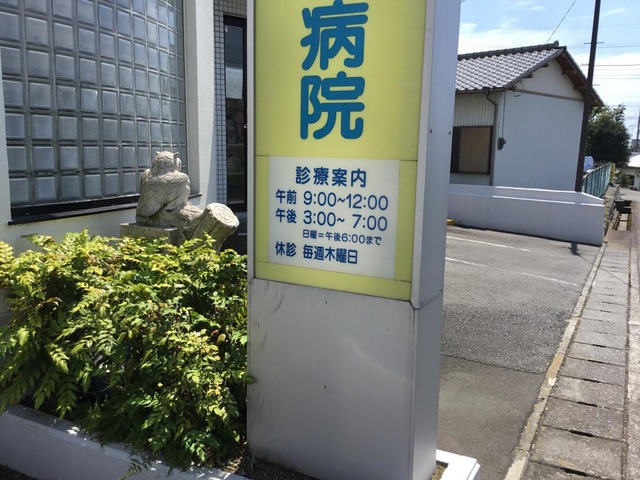 病院
診療案内
午前 9:00~12:00
午後 3:00~ 7:00
日曜=午後6:00まで
休診 毎週木曜日